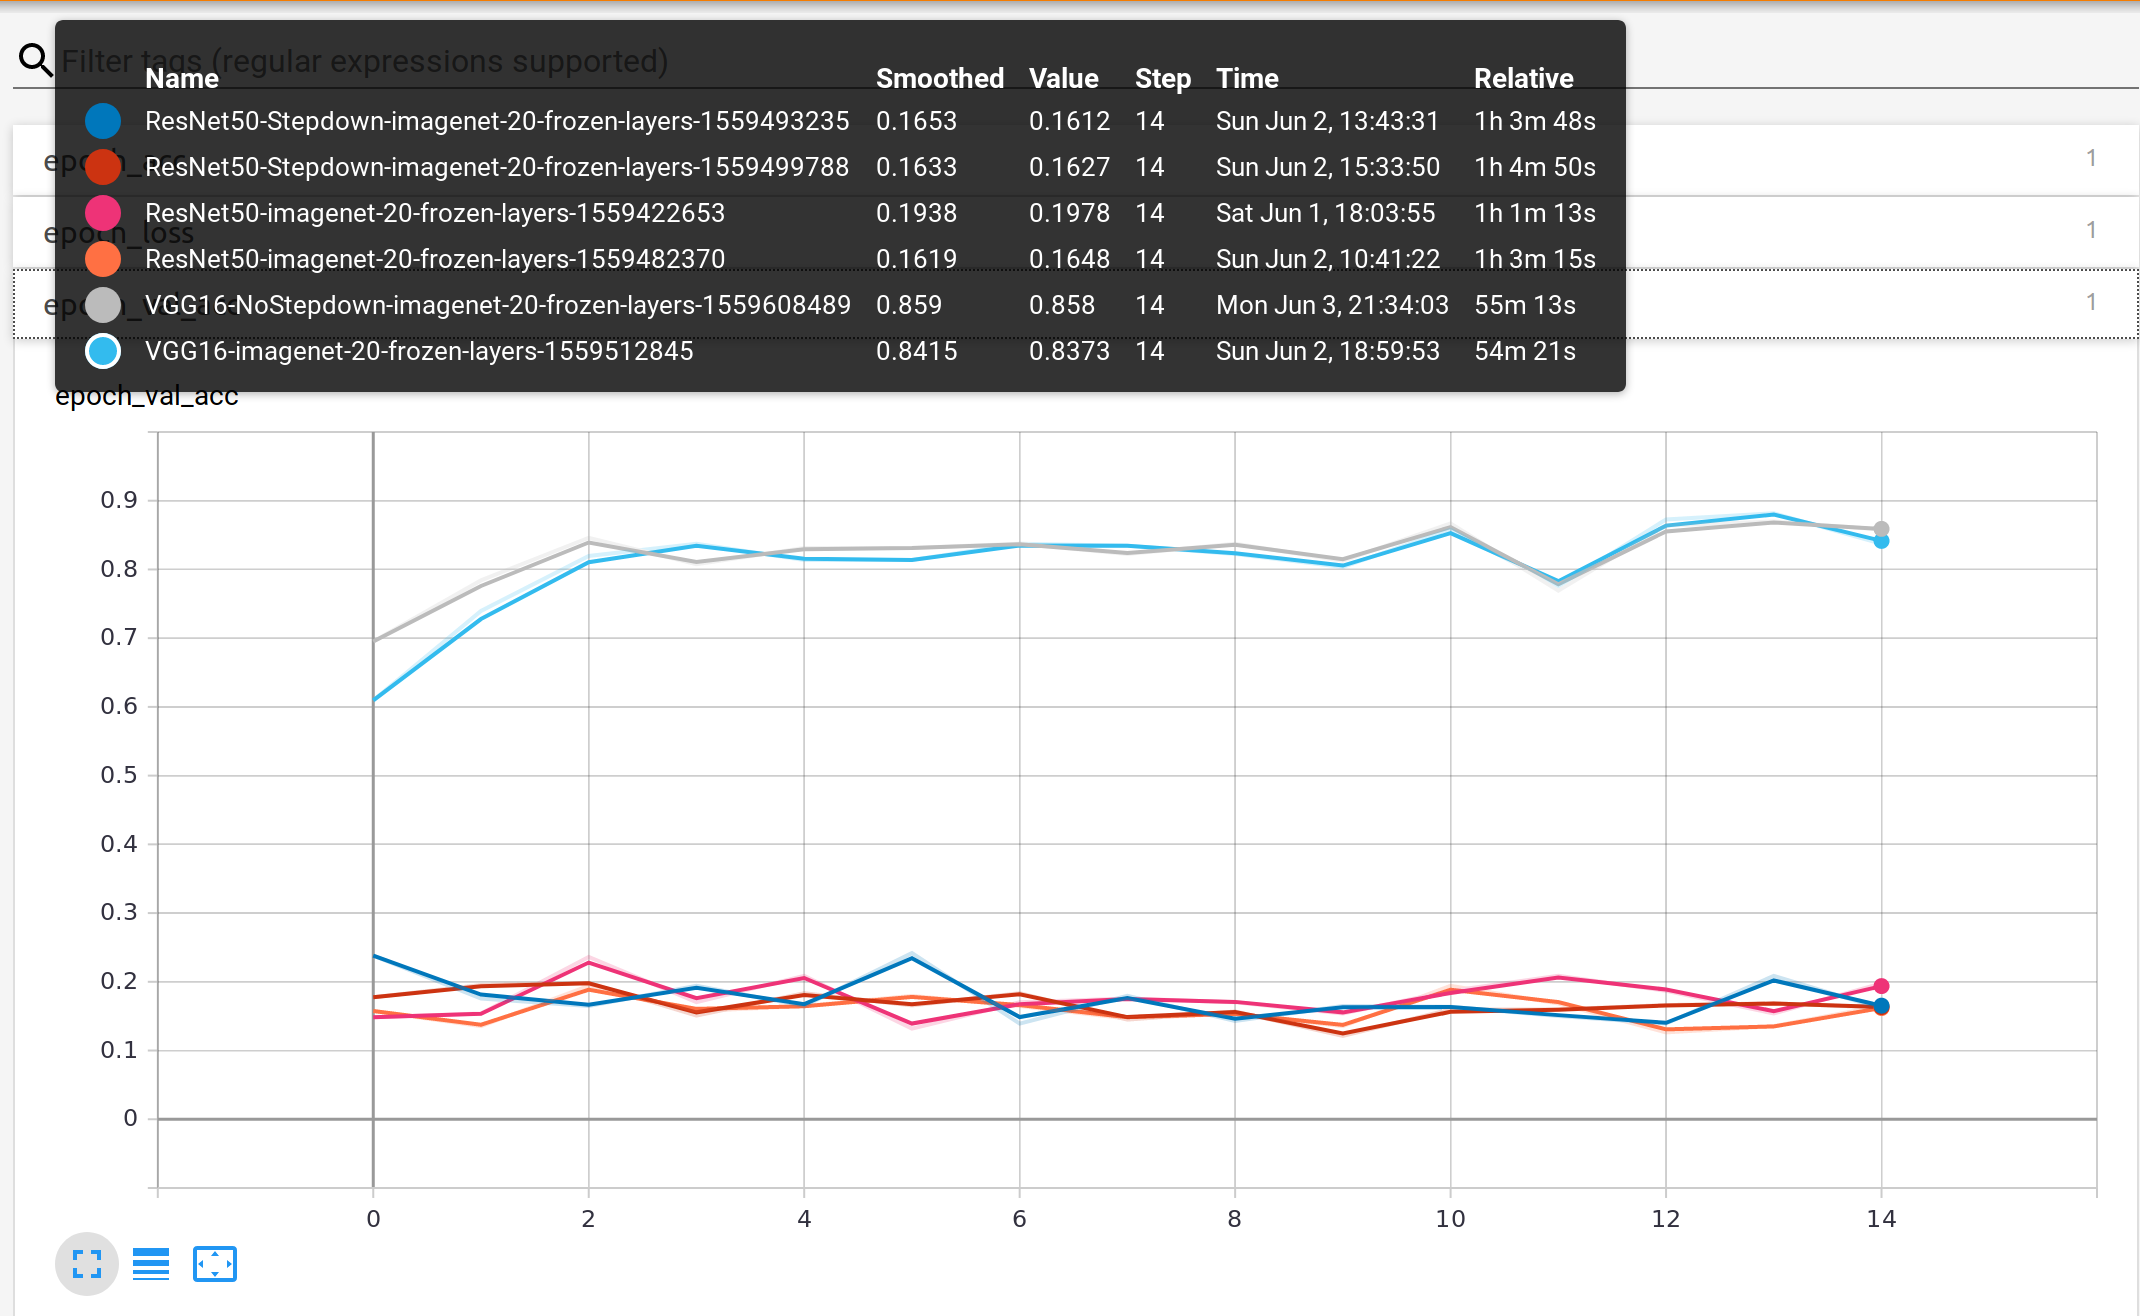 Filter tags (regular expressions supported)
Name Smoothed Value Step Time Relative
ResNet50-Stepdown-imagenet-20-frozen-layers-1559493235 0.1653 0.1612 14 Sun Jun 2, 13:43:31 1h 3m 48s
ResNet50-Stepdown-imagenet-20-frozen-layers-1559499788 0.1633 0.1627 14 Sun Jun 2, 15:33:50 1h 4m 50s
1
ResNet50-imagenet-20-frozen-layers-1559422653 0.1938 0.1978 14 Sat Jun 1, 18:03:55 1h 1m 13s
epoch_loss 1
ResNet50-imagenet-20-frozen-layers-1559482370 0.1619 0.1648 14 Sun Jun 2, 10:41:22 1h 3m 15s
VGG16-NoStepdown-imagenet-20-frozen-layers-1559608489 0.859 0.858 14 Mon Jun 3, 21:34:03 55m 13s
1
VGG16-imagenet-20-frozen-layers-1559512845 0.8415 0.8373 14 Sun Jun 2, 18:59:53 54m 21s
epoch_val_acc
0.9
0.8
0.7
0.6
0.5
0.4
0.3
0.2
0.1
0
0 2 4 6 8 10 12 14